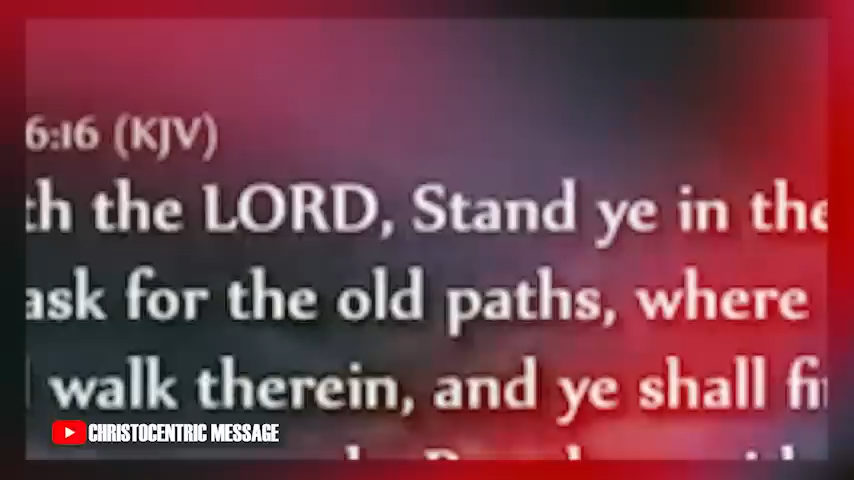 6:16 (KJV)
th the LORD, Stand ye in the
ask for the old paths, where
walk therein, and ye shall fi
CHRISTOCENTRIC MESSAGE